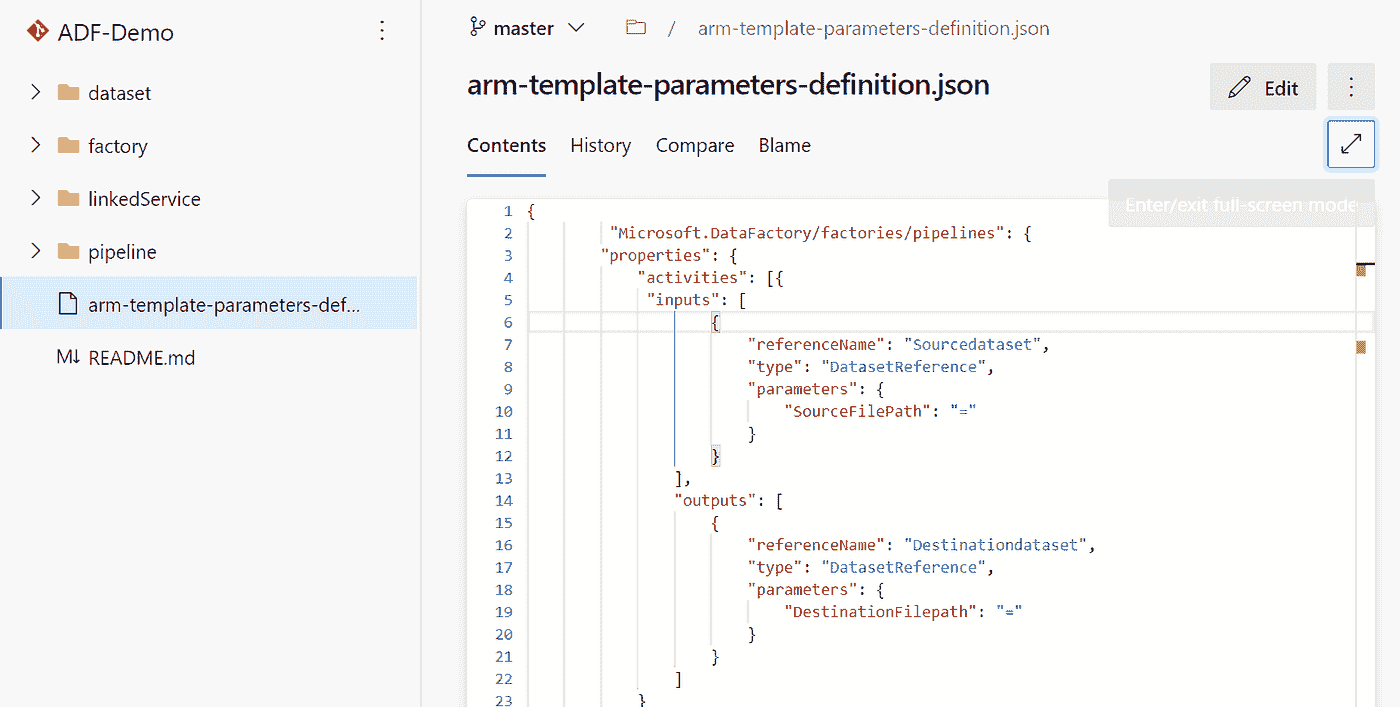 ADF-Demo
dataset
factory
linkedService
pipeline
arm-template-parameters-def...
README.md
master / arm-template-parameters-definition.json
arm-template-parameters-definition.json
Edit
Contents History Compare Blame
Enter/exit full-screen mode
1 {
2 "Microsoft.DataFactory/factories/pipelines": {
3 "properties": {
4 "activities": [{
5 "inputs": [
6 {
7 "referenceName": "Sourcedataset",
8 "type": "DatasetReference",
9 "parameters": {
10 "SourceFilePath": "="
11 }
12 }
13 ],
14 "outputs": [
15 {
16 "referenceName": "Destinationdataset",
17 "type": "DatasetReference",
18 "parameters": {
19 "DestinationFilepath": "="
20 }
21 }
22 ]
23 }